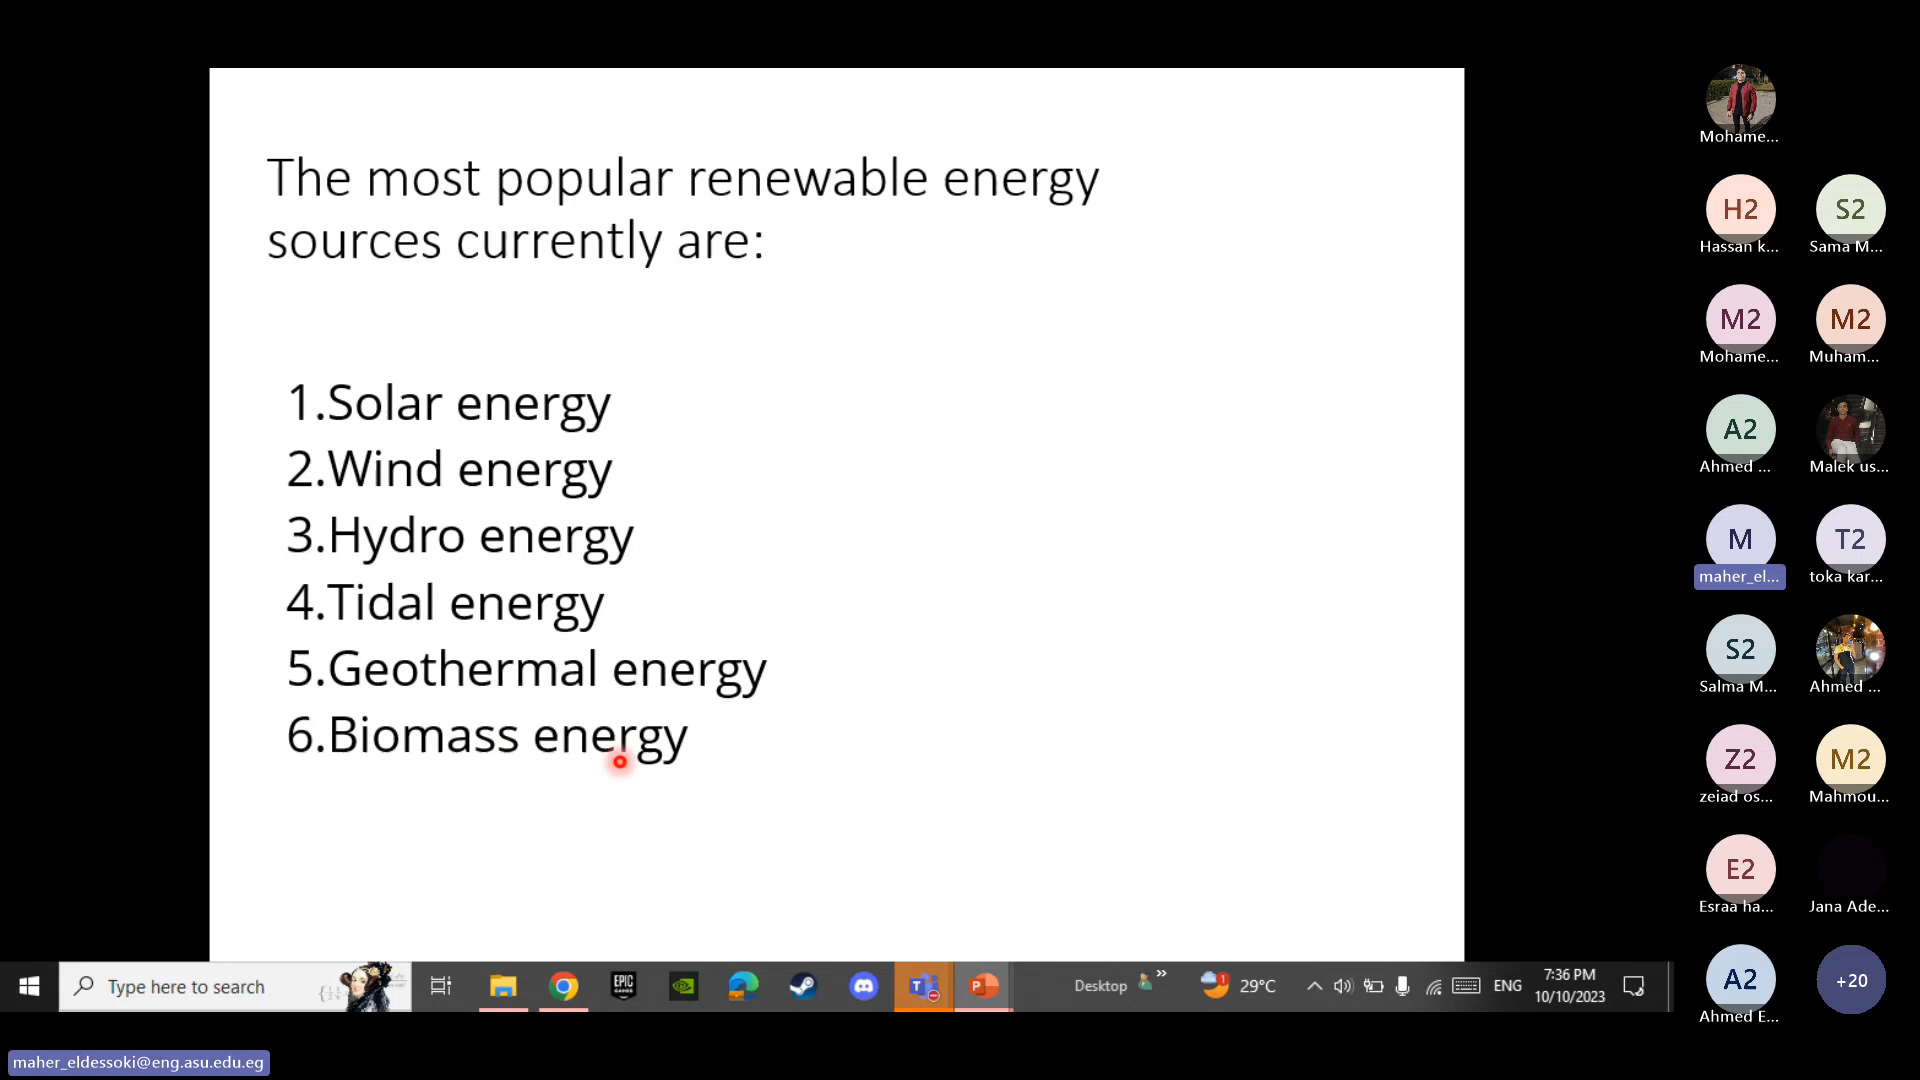 The most popular renewable energy
sources currently are:
1.Solar energy
2.Wind energy
3.Hydro energy
4.Tidal energy
5.Geothermal energy
6.Biomass energy
Mohame...
H2
S2
Hassan k...
Sama M...
M2
M2
Mohame...
Muham...
A2
Ahmed ...
Malek us...
M
T2
maher_el...
toka kar...
S2
Salma M...
Ahmed ...
Z2
M2
zeiad os...
Mahmou...
E2
Esraa ha...
Jana Ade...
A2
+20
Ahmed E...
Type here to search
EPIC
GAMES
Desktop
1
29°C
ENG
7:36 PM
10/10/2023
maher_eldessoki@eng.asu.edu.eg